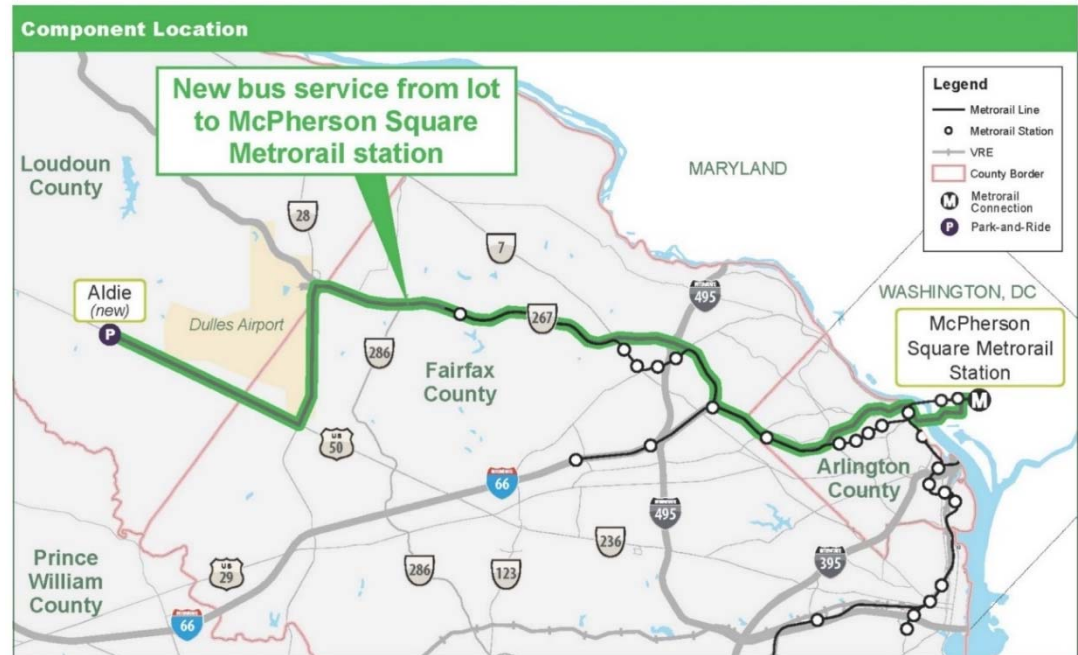 Component Location
New bus service from lot
to McPherson Square
Metrorail station
Legend
Metrorail Line
Metrorail Station
VRE
County Border
M
Metrorail
Connection
P
Park-and-Ride
Loudoun
County
MARYLAND
28
7
495
WASHINGTON, DC
McPherson
Square Metrorail
Station
M
Aldie
(new)
P
Dulles Airport
267
286
Fairfax
County
50
Arlington
County
66
495
236
395
Prince
William
County
29
286
123
66